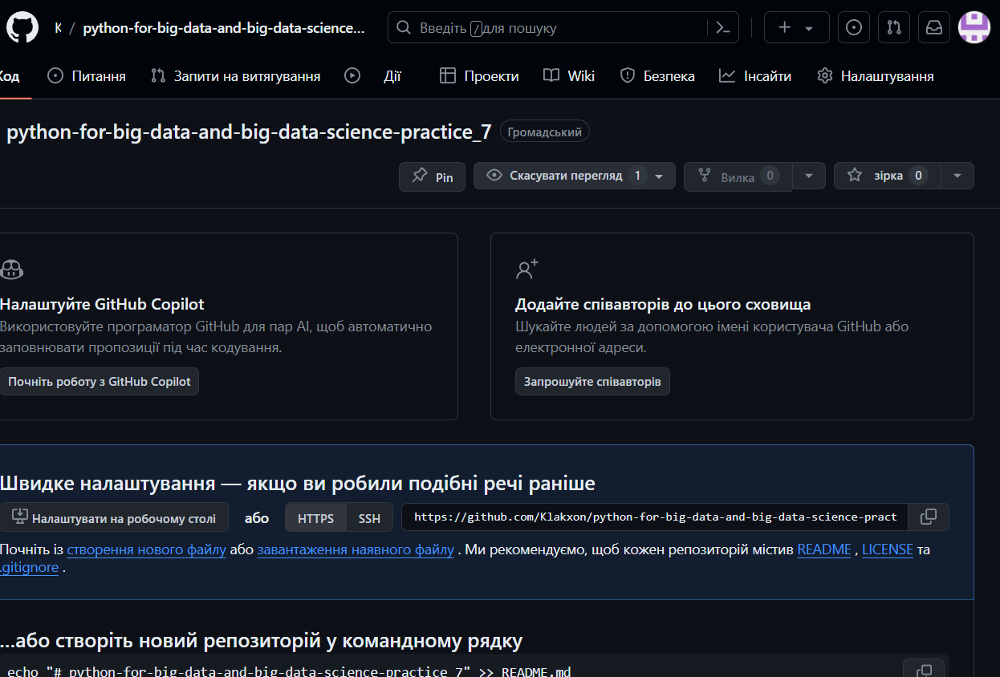 K / python-for-big-data-and-big-data-science... Введіть / для пошуку
Код Питання Запити на витягування Дії Проекти Wiki Безпека Інсайти Налаштування
python-for-big-data-and-big-data-science-practice_7 Громадський
Pin Скасувати перегляд 1 Вилка 0 зірка 0
Налаштуйте GitHub Copilot
Використовуйте програматор GitHub для пар AI, щоб автоматично
заповнювати пропозиції під час кодування.
Почніть роботу з GitHub Copilot
Додайте співавторів до цього сховища
Шукайте людей за допомогою імені користувача GitHub або
електронної адреси.
Запрошуйте співавторів
Швидке налаштування — якщо ви робили подібні речі раніше
Налаштувати на робочому столі або HTTPS SSH https://github.com/Klakxon/python-for-big-data-and-big-data-science-pract
Почніть із створення нового файлу або завантаження наявного файлу . Ми рекомендуємо, щоб кожен репозиторій містив README , LICENSE та
.gitignore .
...або створіть новий репозиторій у командному рядку
echo "# python-for-big-data-and-big-data-science-practice_7" >> README.md